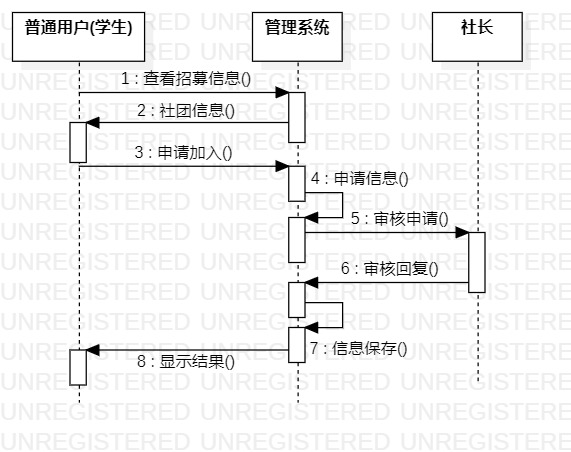 普通用户(学生)
管理系统
社长
1 : 查看招募信息()
2 : 社团信息()
3 : 申请加入()
4 : 申请信息()
5 : 审核申请()
6 : 审核回复()
7 : 信息保存()
8 : 显示结果()
UNREGISTERED UNREGISTERED UNREGISTERED